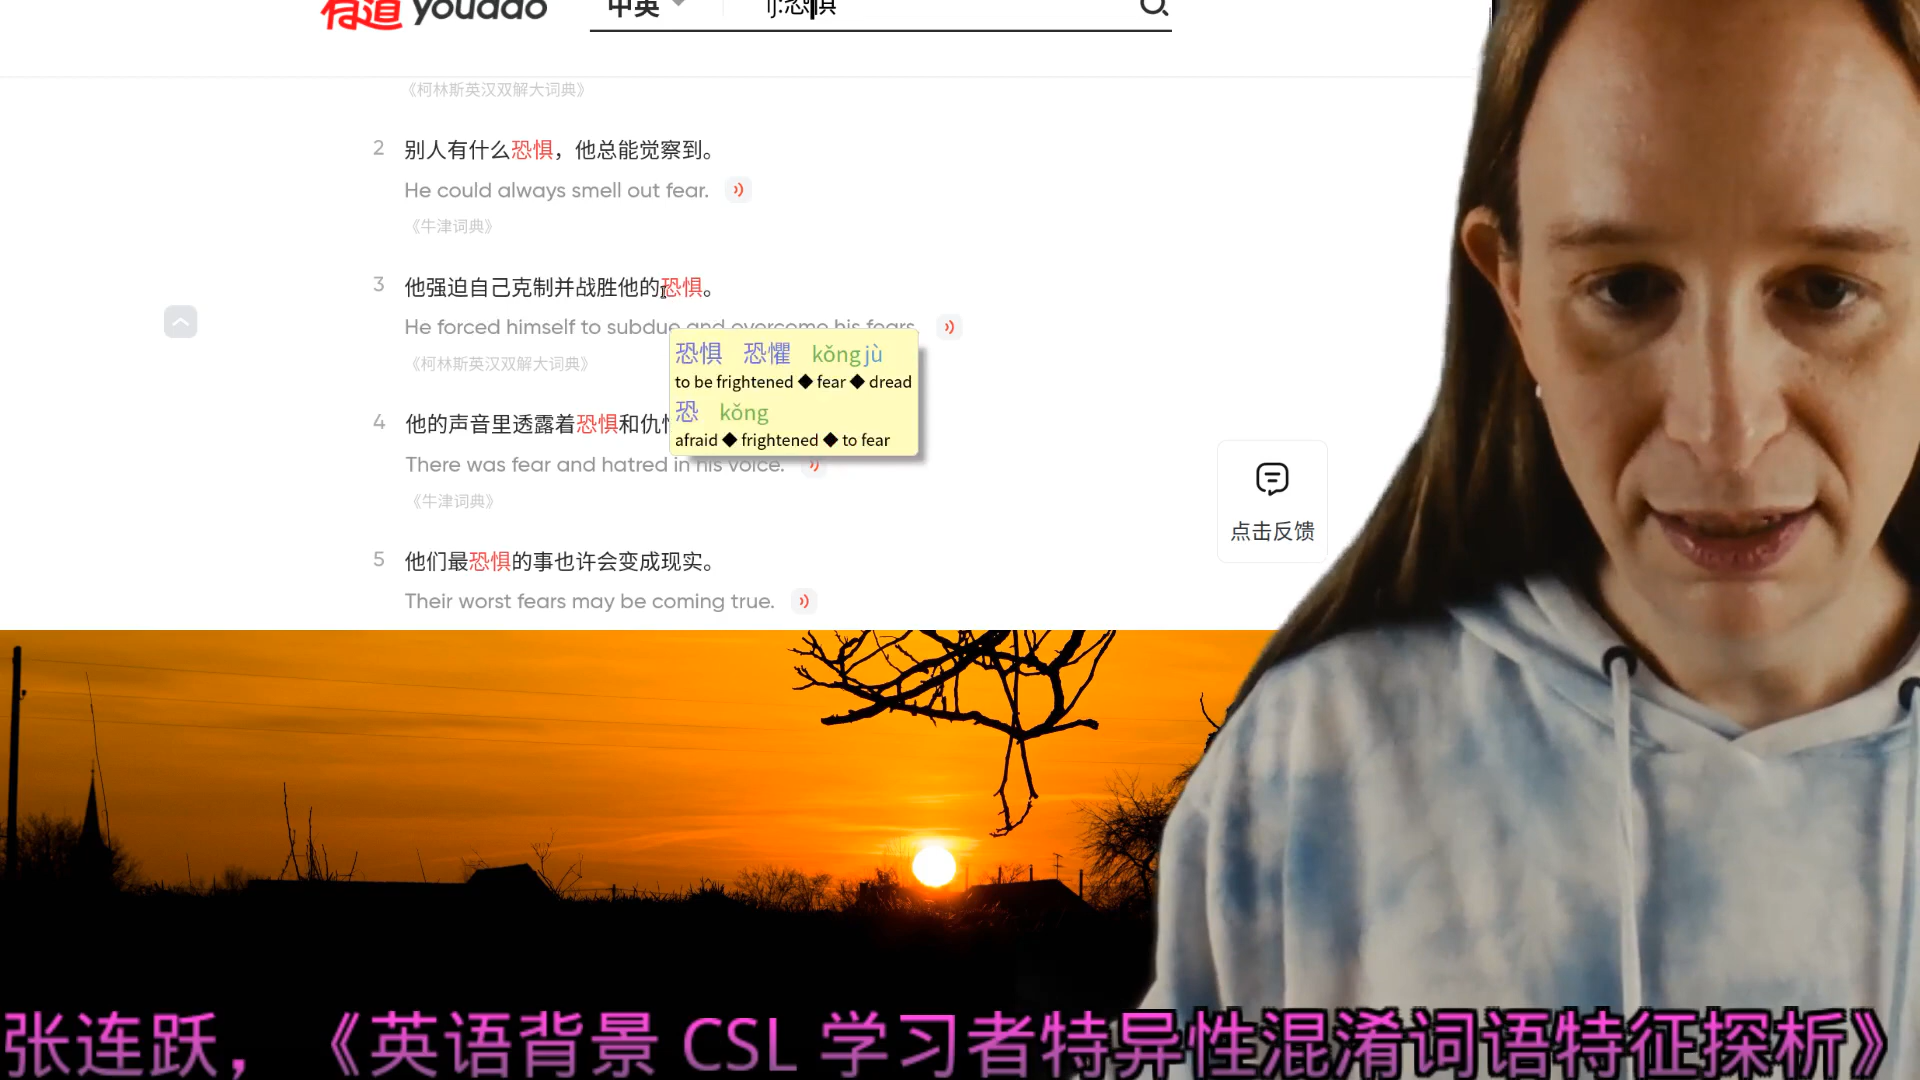 有道 youdao
中英
lj:恐惧
《柯林斯英汉双解大词典》
2 别人有什么恐惧，他总能觉察到。
He could always smell out fear.
《牛津词典》
3 他强迫自己克制并战胜他的恐惧。
He forced himself to subdue and overcome his fears.
《柯林斯英汉双解大词典》
恐惧 恐懼 kǒng jù
to be frightened ◆ fear ◆ dread
恐 kǒng
afraid ◆ frightened ◆ to fear
4 他的声音里透露着恐惧和仇
There was fear and hatred in his voice.
《牛津词典》
5 他们最恐惧的事也许会变成现实。
Their worst fears may be coming true.
点击反馈
张连跃，《英语背景 CSL 学习者特异性混淆词语特征探析》